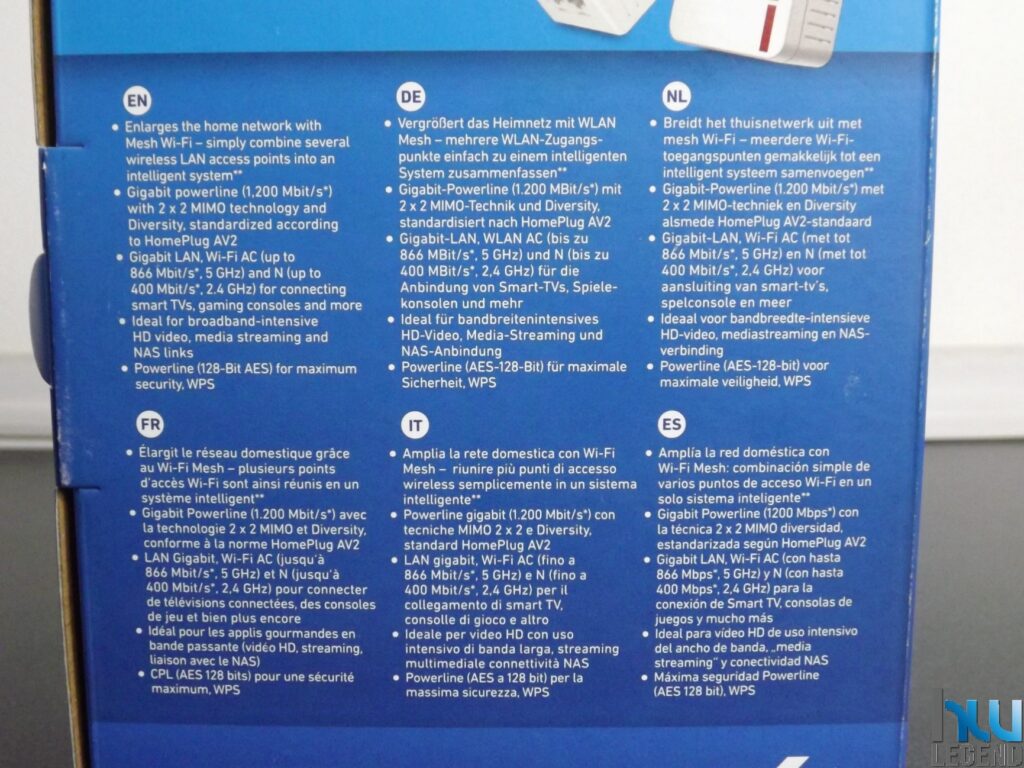 EN
• Enlarges the home network with
Mesh Wi-Fi – simply combine several
wireless LAN access points into an
intelligent system**
• Gigabit powerline (1,200 Mbit/s*)
with 2 x 2 MIMO technology and
Diversity, standardized according
to HomePlug AV2
• Gigabit LAN, Wi-Fi AC (up to
866 Mbit/s*, 5 GHz) and N (up to
400 Mbit/s*, 2.4 GHz) for connecting
smart TVs, gaming consoles and more
• Ideal for broadband-intensive
HD video, media streaming and
NAS links
• Powerline (128-Bit AES) for maximum
security, WPS
DE
• Vergrößert das Heimnetz mit WLAN
Mesh – mehrere WLAN-Zugangs-
punkte einfach zu einem intelligenten
System zusammenfassen**
• Gigabit-Powerline (1.200 MBit/s*) mit
2 x 2 MIMO-Technik und Diversity,
standardisiert nach HomePlug AV2
• Gigabit-LAN, WLAN AC (bis zu
866 MBit/s*, 5 GHz) und N (bis zu
400 MBit/s*, 2,4 GHz) für die
Anbindung von Smart-TVs, Spiele-
konsolen und mehr
• Ideal für bandbreitenintensives
HD-Video, Media-Streaming und
NAS-Anbindung
• Powerline (AES-128-Bit) für maximale
Sicherheit, WPS
NL
• Breidt het thuisnetwerk uit met
mesh Wi-Fi – meerdere Wi-Fi-
toegangspunten gemakkelijk tot een
intelligent systeem samenvoegen**
• Gigabit-Powerline (1.200 Mbit/s*) met
2 x 2 MIMO-techniek en Diversity
alsmede HomePlug AV2-standaard
• Gigabit-LAN, Wi-Fi AC (met tot
866 Mbit/s*, 5 GHz) en N (met tot
400 Mbit/s*, 2,4 GHz) voor
aansluiting van smart-tv's,
spelconsole en meer
• Ideaal voor bandbreedte-intensieve
HD-video, mediastreaming en NAS-
verbinding
• Powerline (AES-128-bit) voor
maximale veiligheid, WPS
FR
• Élargit le réseau domestique grâce
au Wi-Fi Mesh – plusieurs points
d'accès Wi-Fi sont ainsi réunis en un
système intelligent**
• Gigabit Powerline (1.200 Mbit/s*) avec
la technologie 2 x 2 MIMO et Diversity,
conforme à la norme HomePlug AV2
• LAN Gigabit, Wi-Fi AC (jusqu'à
866 Mbit/s*, 5 GHz) et N (jusqu'à
400 Mbit/s*, 2,4 GHz) pour connecter
de télévisions connectées, des consoles
de jeu et bien plus encore
• Idéal pour les applis gourmandes en
bande passante (vidéo HD, streaming,
liaison avec le NAS)
• CPL (AES 128 bits) pour une sécurité
maximum, WPS
IT
• Amplia la rete domestica con Wi-Fi
Mesh – riunire più punti di accesso
wireless semplicemente in un sistema
intelligente**
• Powerline gigabit (1.200 Mbit/s*) con
tecniche MIMO 2 x 2 e Diversity,
standard HomePlug AV2
• LAN gigabit, Wi-Fi AC (fino a
866 Mbit/s*, 5 GHz) e N (fino a
400 Mbit/s*, 2,4 GHz) per il
collegamento di smart TV,
consolle di gioco e altro
• Ideale per video HD con uso
intensivo di banda larga, streaming
multimediale connettività NAS
• Powerline (AES a 128 bit) per la
massima sicurezza, WPS
ES
• Amplía la red doméstica con
Wi-Fi Mesh: combinación simple de
varios puntos de acceso Wi-Fi en un
solo sistema inteligente**
• Gigabit Powerline (1200 Mbps*) con
la técnica 2 x 2 MIMO diversidad,
estandarizada según HomePlug AV2
• Gigabit LAN, Wi-Fi AC (con hasta
866 Mbps*, 5 GHz) y N (con hasta
400 Mbps*, 2,4 GHz) para la
conexión de Smart TV, consolas de
juegos y mucho más
• Ideal para vídeo HD de uso intensivo
del ancho de banda, „media
streaming" y conectividad NAS
• Máxima seguridad Powerline
(AES 128 bit), WPS
LEGEND